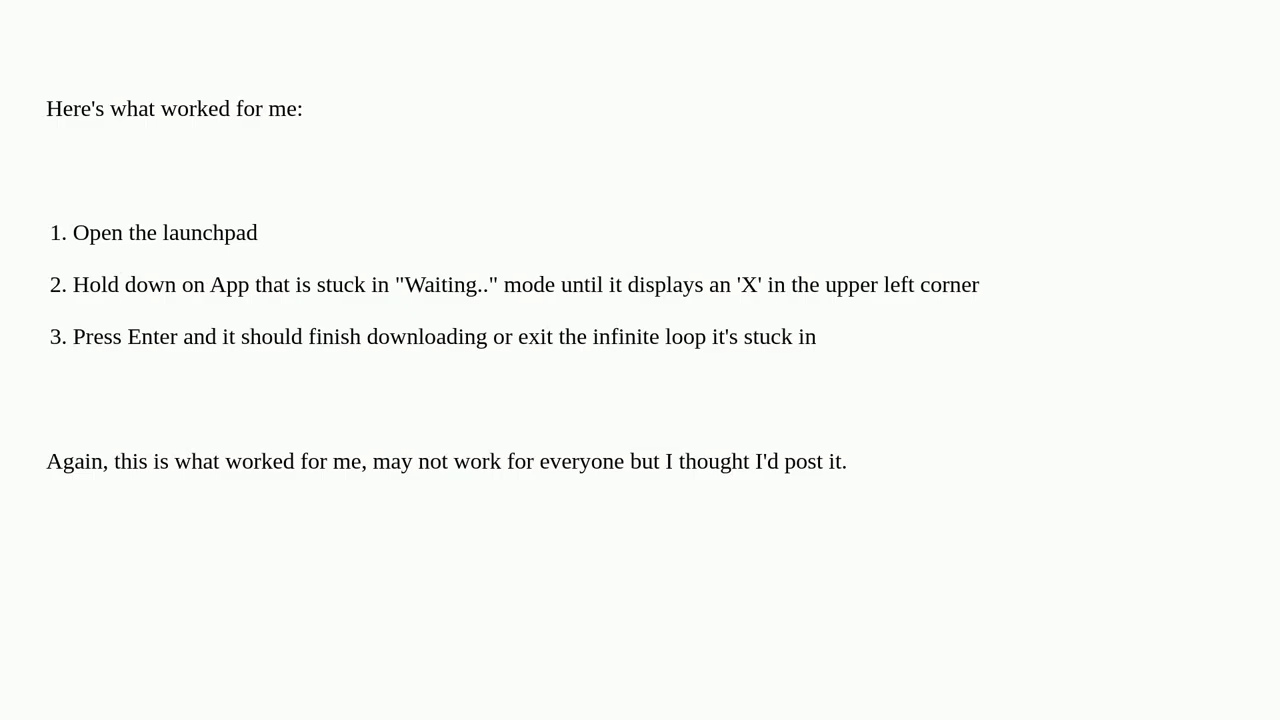 Here's what worked for me:
1. Open the launchpad
2. Hold down on App that is stuck in "Waiting.." mode until it displays an 'X' in the upper left corner
3. Press Enter and it should finish downloading or exit the infinite loop it's stuck in
Again, this is what worked for me, may not work for everyone but I thought I'd post it.